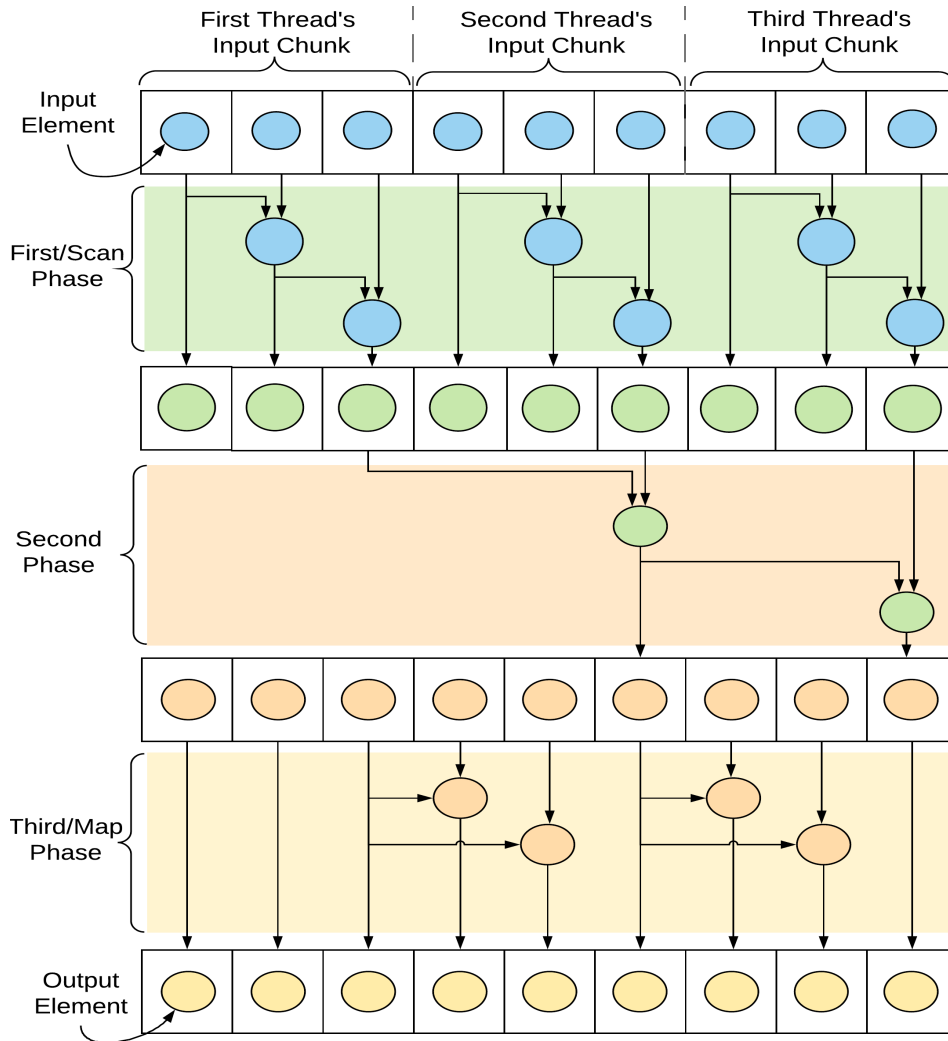 First Thread's
Input Chunk
Second Thread's
Input Chunk
Third Thread's
Input Chunk
Input
Element
First/Scan
Phase
Second
Phase
Third/Map
Phase
Output
Element